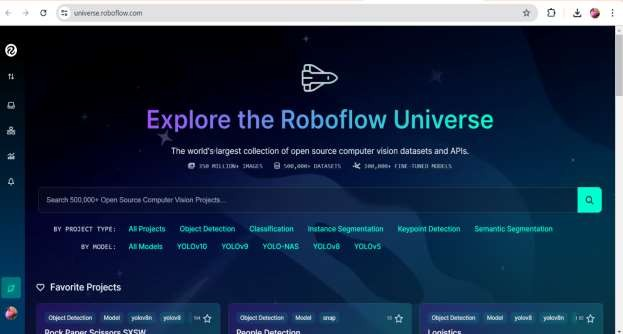 universe.roboflow.com
Explore the Roboflow Universe
The world's largest collection of open source computer vision datasets and APIs.
350 MILLION+ IMAGES 500,000+ DATASETS 100,000+ FINE-TUNED MODELS
Search 500,000+ Open Source Computer Vision Projects...
BY PROJECT TYPE: All Projects Object Detection Classification Instance Segmentation Keypoint Detection Semantic Segmentation
BY MODEL: All Models YOLOv10 YOLOv9 YOLO-NAS YOLOv8 YOLOv5
Favorite Projects
Object Detection Model yolov8n yolov8 Object Detection Model snap Object Detection Model yolov8 yolov8n
Rock Paper Scissors SXSW People Detection Logistics